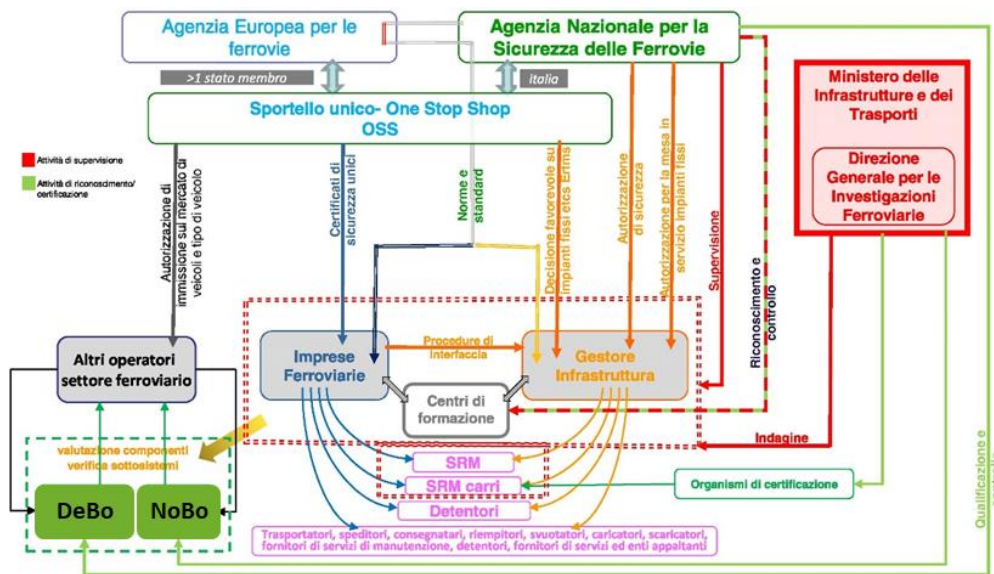 Agenzia Europea per le
ferrovie
Agenzia Nazionale per la
Sicurezza delle Ferrovie
>1 stato membro
italia
Sportello unico- One Stop Shop
OSS
Ministero delle
Infrastrutture e dei
Trasporti
Direzione
Generale per le
Investigazioni
Ferroviarie
Attività di supervisione
Attività di riconoscimento/
certificazione
Autorizzazione di
immissione sul mercato di
veicoli e tipo di veicolo
Certificati di
sicurezza unici
Norme e
standard
Decisione favorevole su
impianti fissi etcs Ertms
Autorizzazione
di sicurezza
Autorizzazione per la mesa in
servizio impianti fissi
Supervisione
Riconoscimento e
controllo
Altri operatori
settore ferroviario
Imprese
Ferroviarie
Procedure di
interfaccia
Gestore
Infrastruttura
Centri di
formazione
Indagine
valutazione componenti
verifica sottosistemi
DeBo
NoBo
SRM
SRM carri
Detentori
Organismi di certificazione
Qualificazione e
Trasportatori, speditori, consegnatari, riempitori, svuotatori, caricatori, scaricatori,
fornitori di servizi di manutenzione, detentori, fornitori di servizi ed enti appaltanti